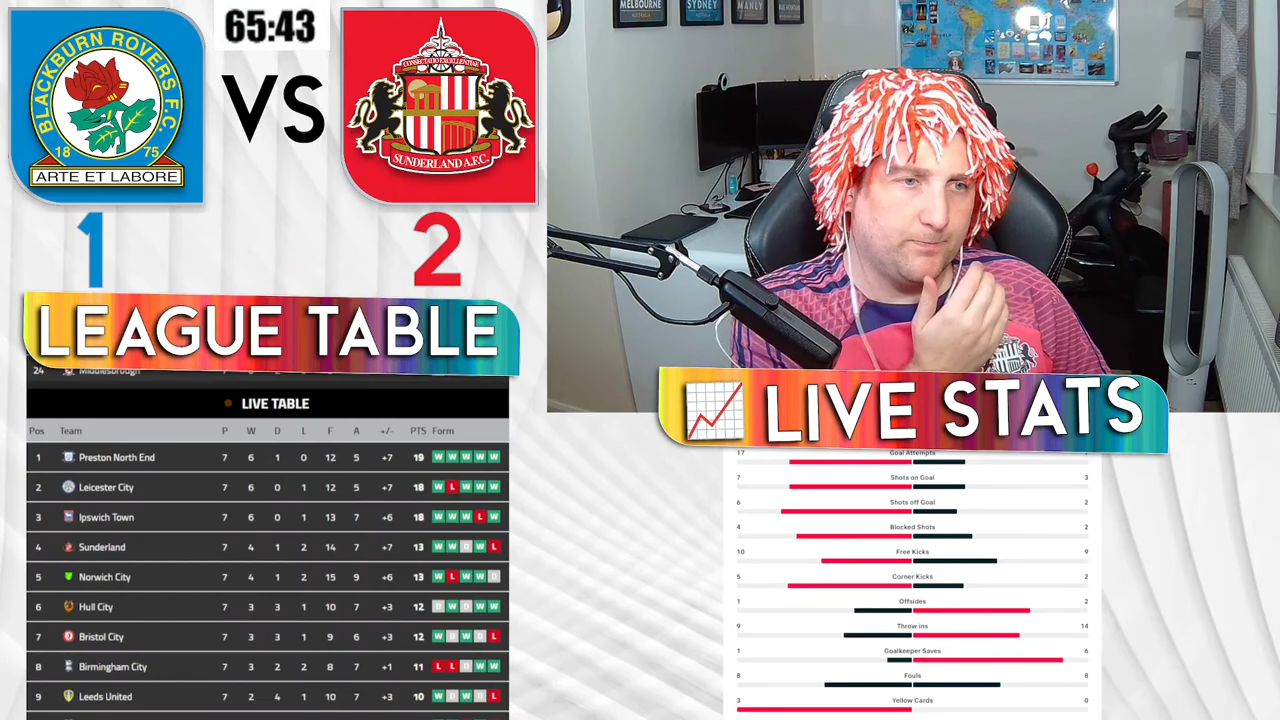 BLACKBURN ROVERS F.C.
18 75
ARTE ET LABORE
65:43
VS
CONSECTATIO EXCELLENTIAE
SUNDERLAND A.F.C.
1
2
MELBOURNE
AUSTRALIA
SYDNEY
AUSTRALIA
MANLY
LEAGUE TABLE
24 Middlesbrough
LIVE TABLE
Pos Team P W D L F A +/- PTS Form
1 Preston North End 7 6 1 0 12 5 +7 19 W W W W W
2 Leicester City 7 6 0 1 12 5 +7 18 W L W W W
3 Ipswich Town 7 6 0 1 13 7 +6 18 W W W L W
4 Sunderland 7 4 1 2 14 7 +7 13 W W D W L
5 Norwich City 7 4 1 2 15 9 +6 13 W L W W D
6 Hull City 7 3 3 1 10 7 +3 12 D W D W W
7 Bristol City 7 3 3 1 9 6 +3 12 W D W D L
8 Birmingham City 7 3 2 2 8 7 +1 11 L L D W W
9 Leeds United 7 2 4 1 10 7 +3 10 W D W D L
LIVE STATS
17 Goal Attempts
7 Shots on Goal 3
6 Shots off Goal 2
4 Blocked Shots 2
10 Free Kicks 9
5 Corner Kicks 2
1 Offsides 2
9 Throw-ins 14
1 Goalkeeper Saves 6
8 Fouls 8
3 Yellow Cards 0